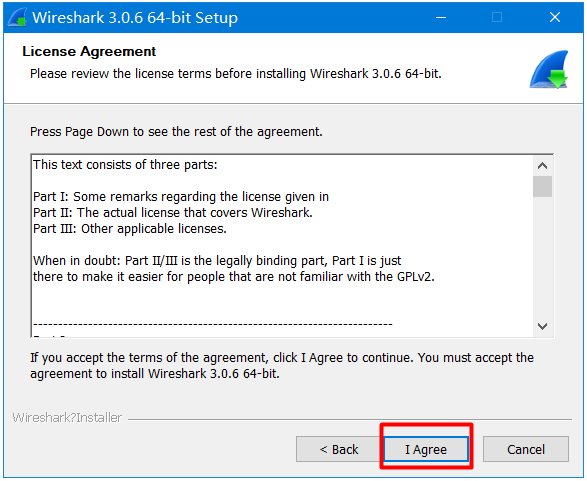 Wireshark 3.0.6 64-bit Setup
License Agreement
Please review the license terms before installing Wireshark 3.0.6 64-bit.
Press Page Down to see the rest of the agreement.
This text consists of three parts:
Part I: Some remarks regarding the license given in
Part II: The actual license that covers Wireshark.
Part III: Other applicable licenses.
When in doubt: Part II/III is the legally binding part, Part I is just
there to make it easier for people that are not familiar with the GPLv2.
------------------------------------------------------------------------
If you accept the terms of the agreement, click I Agree to continue. You must accept the
agreement to install Wireshark 3.0.6 64-bit.
Wireshark?Installer
< Back I Agree Cancel